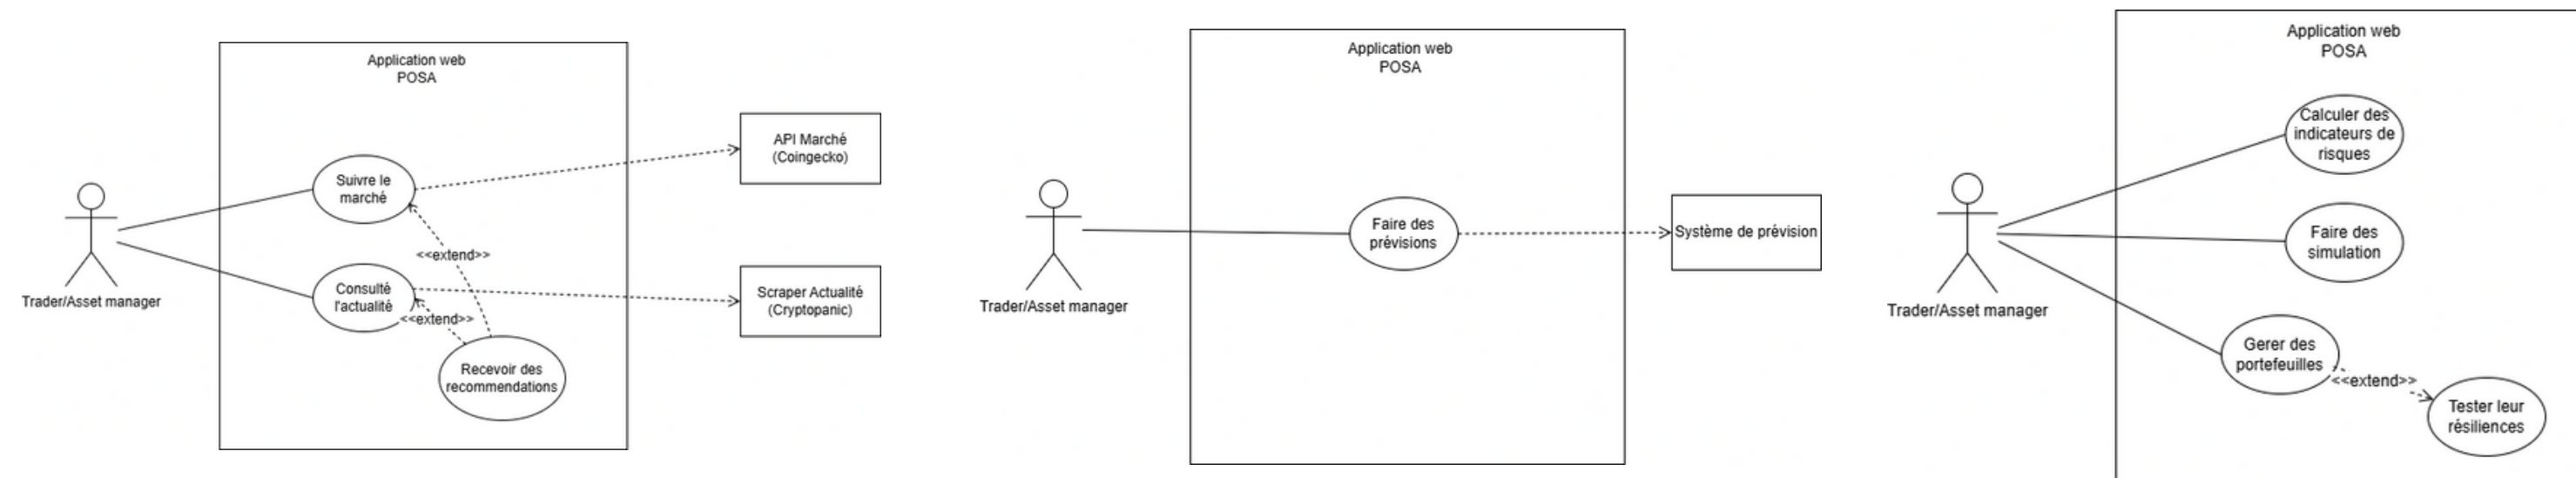 Application web
POSA
API Marché
(Coingecko)
Suivre le
marché
<<extend>>
Consulté
l'actualité
<<extend>>
Scraper Actualité
(Cryptopanic)
Trader/Asset manager
Recevoir des
recommendations
Application web
POSA
Faire des
prévisions
Système de prévision
Trader/Asset manager
Application web
POSA
Calculer des
indicateurs de
risques
Faire des
simulation
Trader/Asset manager
Gerer des
portefeuilles
<<extend>>
Tester leur
résiliences